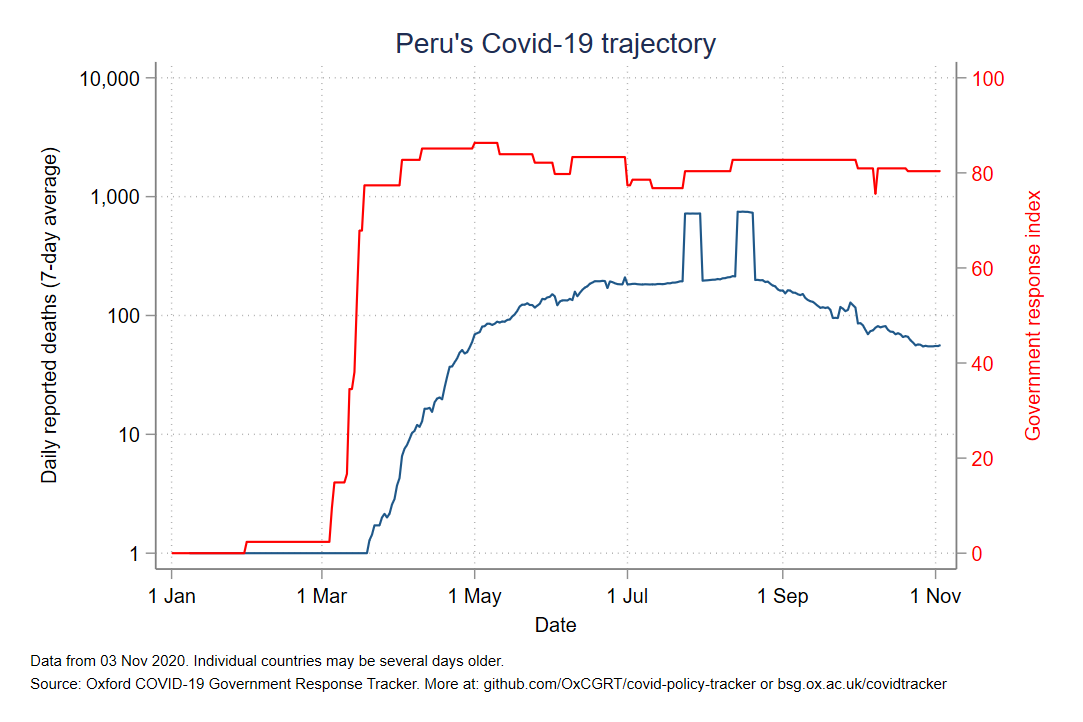 Peru's Covid-19 trajectory
10,000
1,000
100
10
1
Daily reported deaths (7-day average)
100
80
60
40
20
0
Government response index
1 Jan
1 Mar
1 May
1 Jul
1 Sep
1 Nov
Date
Data from 03 Nov 2020. Individual countries may be several days older.
Source: Oxford COVID-19 Government Response Tracker. More at: github.com/OxCGRT/covid-policy-tracker or bsg.ox.ac.uk/covidtracker